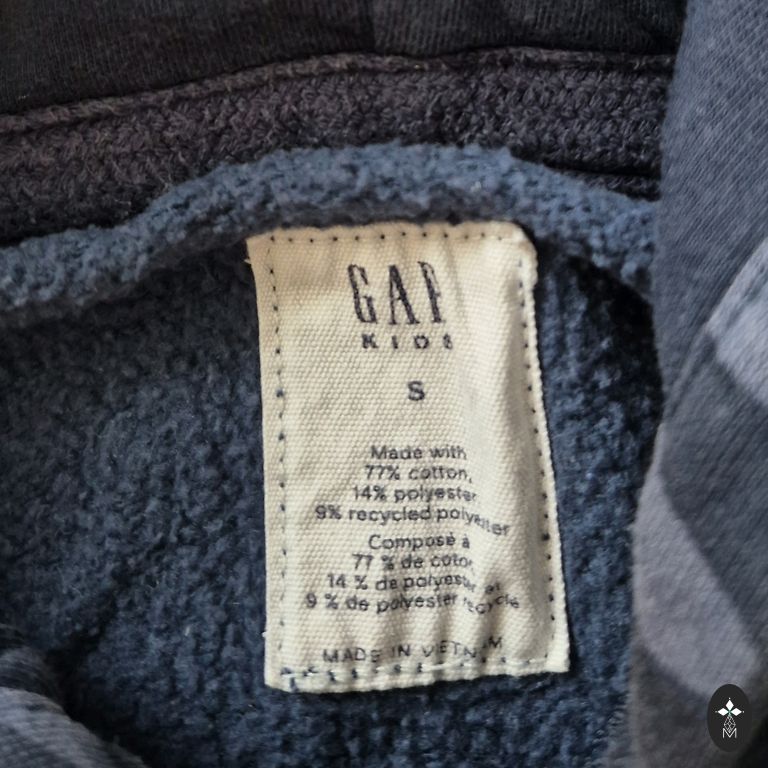 GAP
KIDS
S
Made with
77% cotton,
14% polyester
9% recycled polyester
Composé à
77 % de coton
14 % de polyester et
9 % de polyester recyclé
MADE IN VIETNAM
M